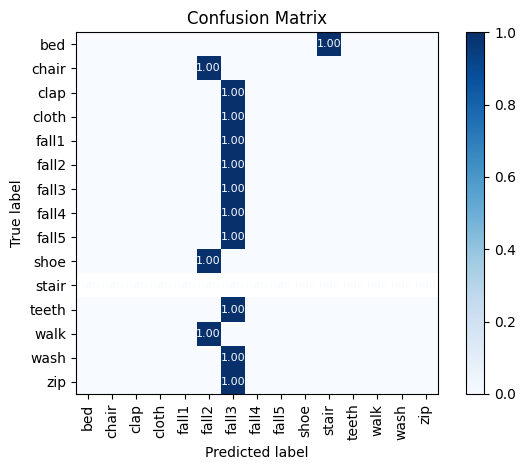 Confusion Matrix
True label
bed 1.00
chair 1.00
clap 1.00
cloth 1.00
fall1 1.00
fall2 1.00
fall3 1.00
fall4 1.00
fall5 1.00
shoe 1.00
stair
teeth 1.00
walk 1.00
wash 1.00
zip 1.00
bed chair clap cloth fall1 fall2 fall3 fall4 fall5 shoe stair teeth walk wash zip
Predicted label
1.0
0.8
0.6
0.4
0.2
0.0